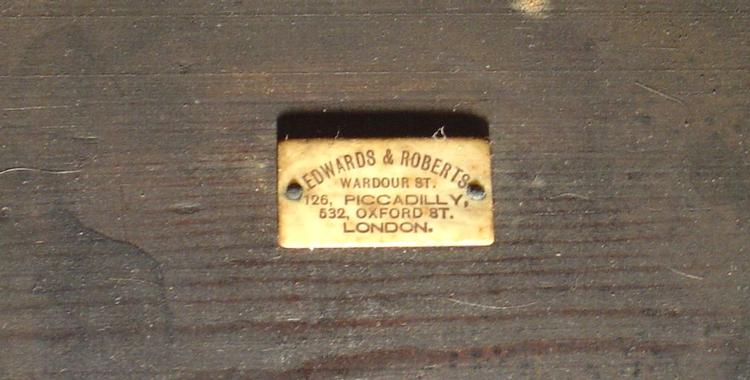 EDWARDS & ROBERTS
WARDOUR ST.
126, PICCADILLY,
532, OXFORD ST.
LONDON.